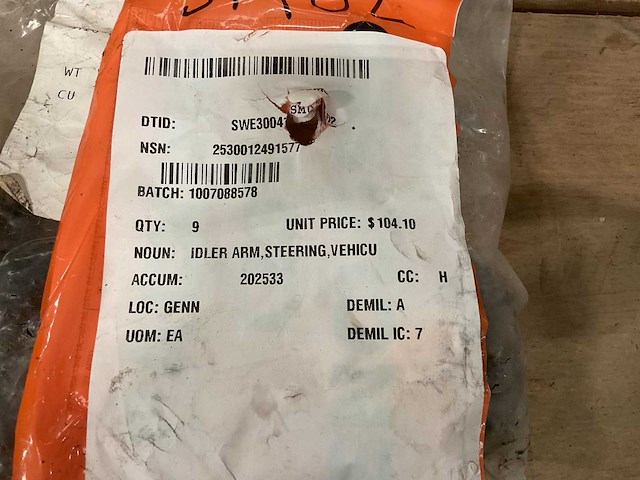 WT
CU
DTID:
NSN: 2530012491577
BATCH: 1007088578
QTY: 9 UNIT PRICE: $104.10
NOUN: IDLER ARM,STEERING,VEHICU
ACCUM: 202533 CC: H
LOC: GENN DEMIL: A
UOM: EA DEMIL IC: 7